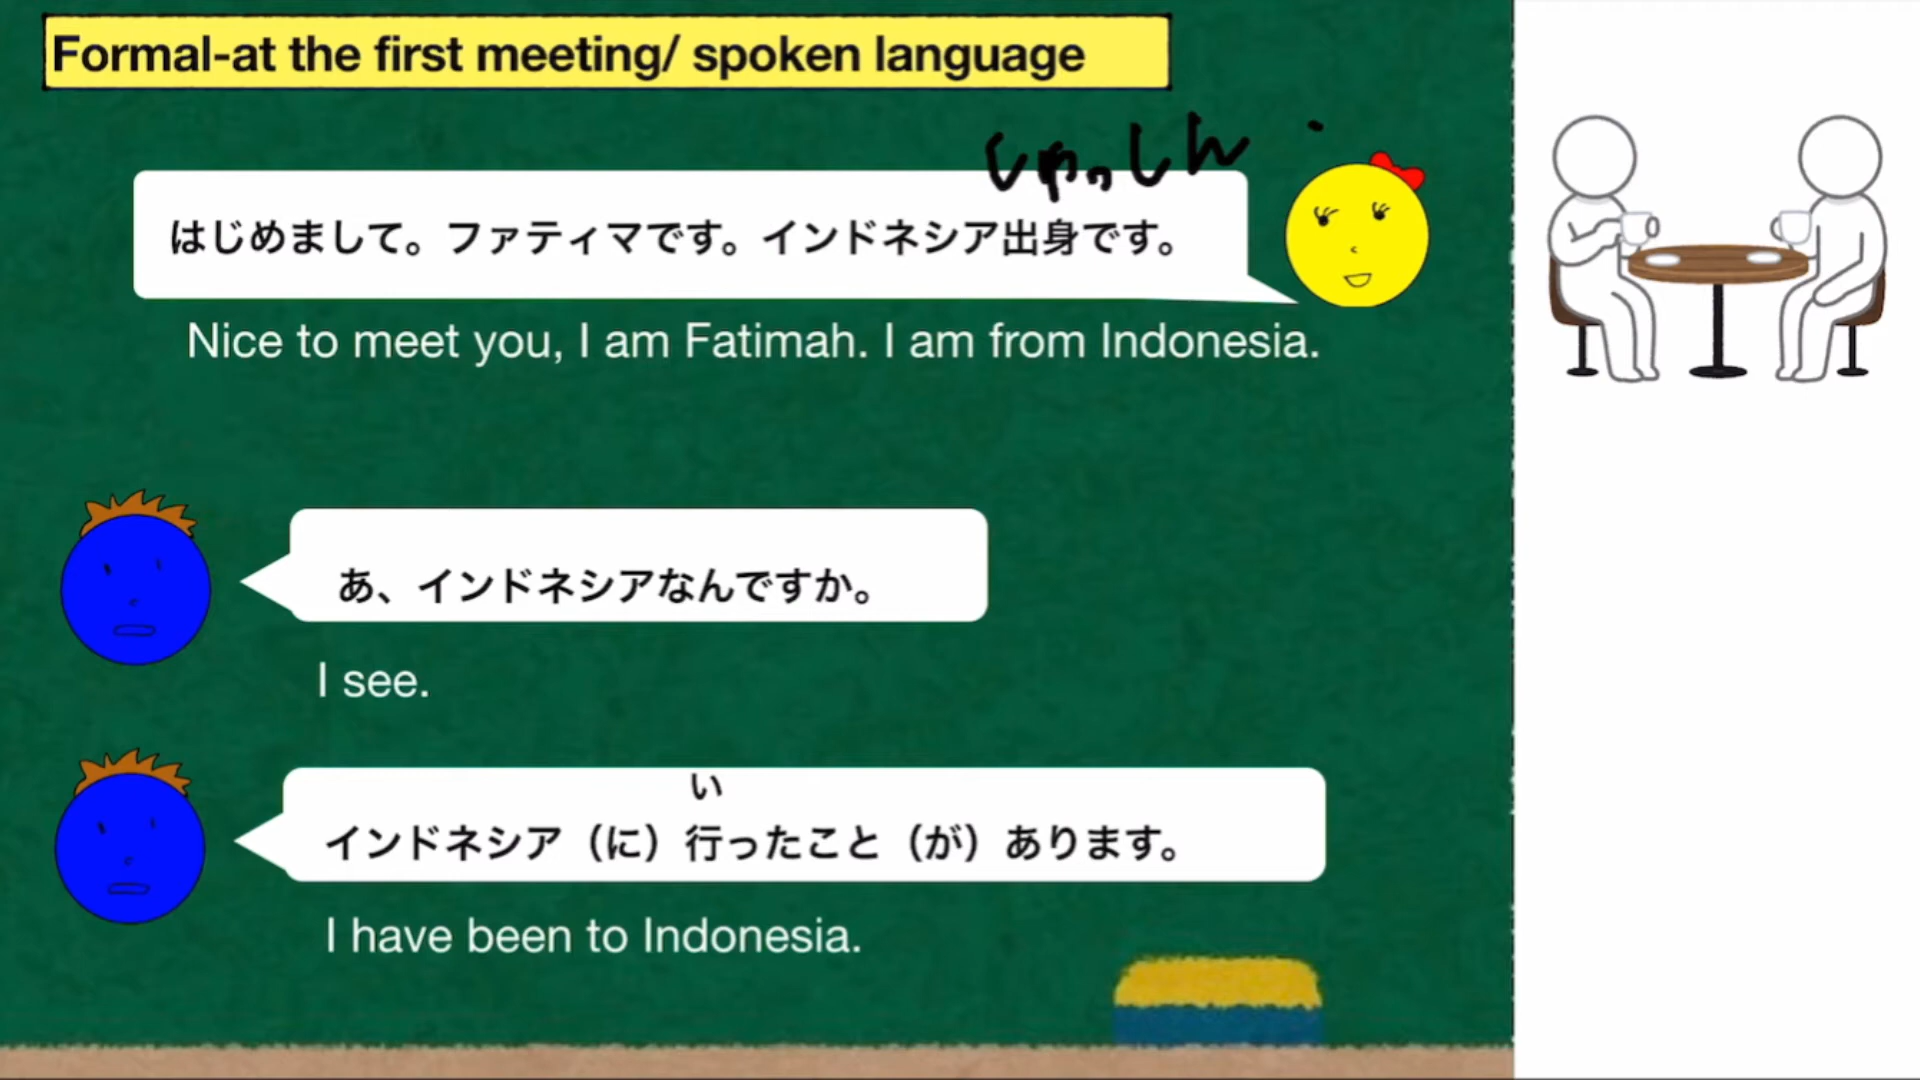 Formal-at the first meeting/ spoken language
しゅっしん
はじめまして。ファティマです。インドネシア出身です。
Nice to meet you, I am Fatimah. I am from Indonesia.
あ、インドネシアなんですか。
I see.
い
インドネシア（に）行ったこと（が）あります。
I have been to Indonesia.